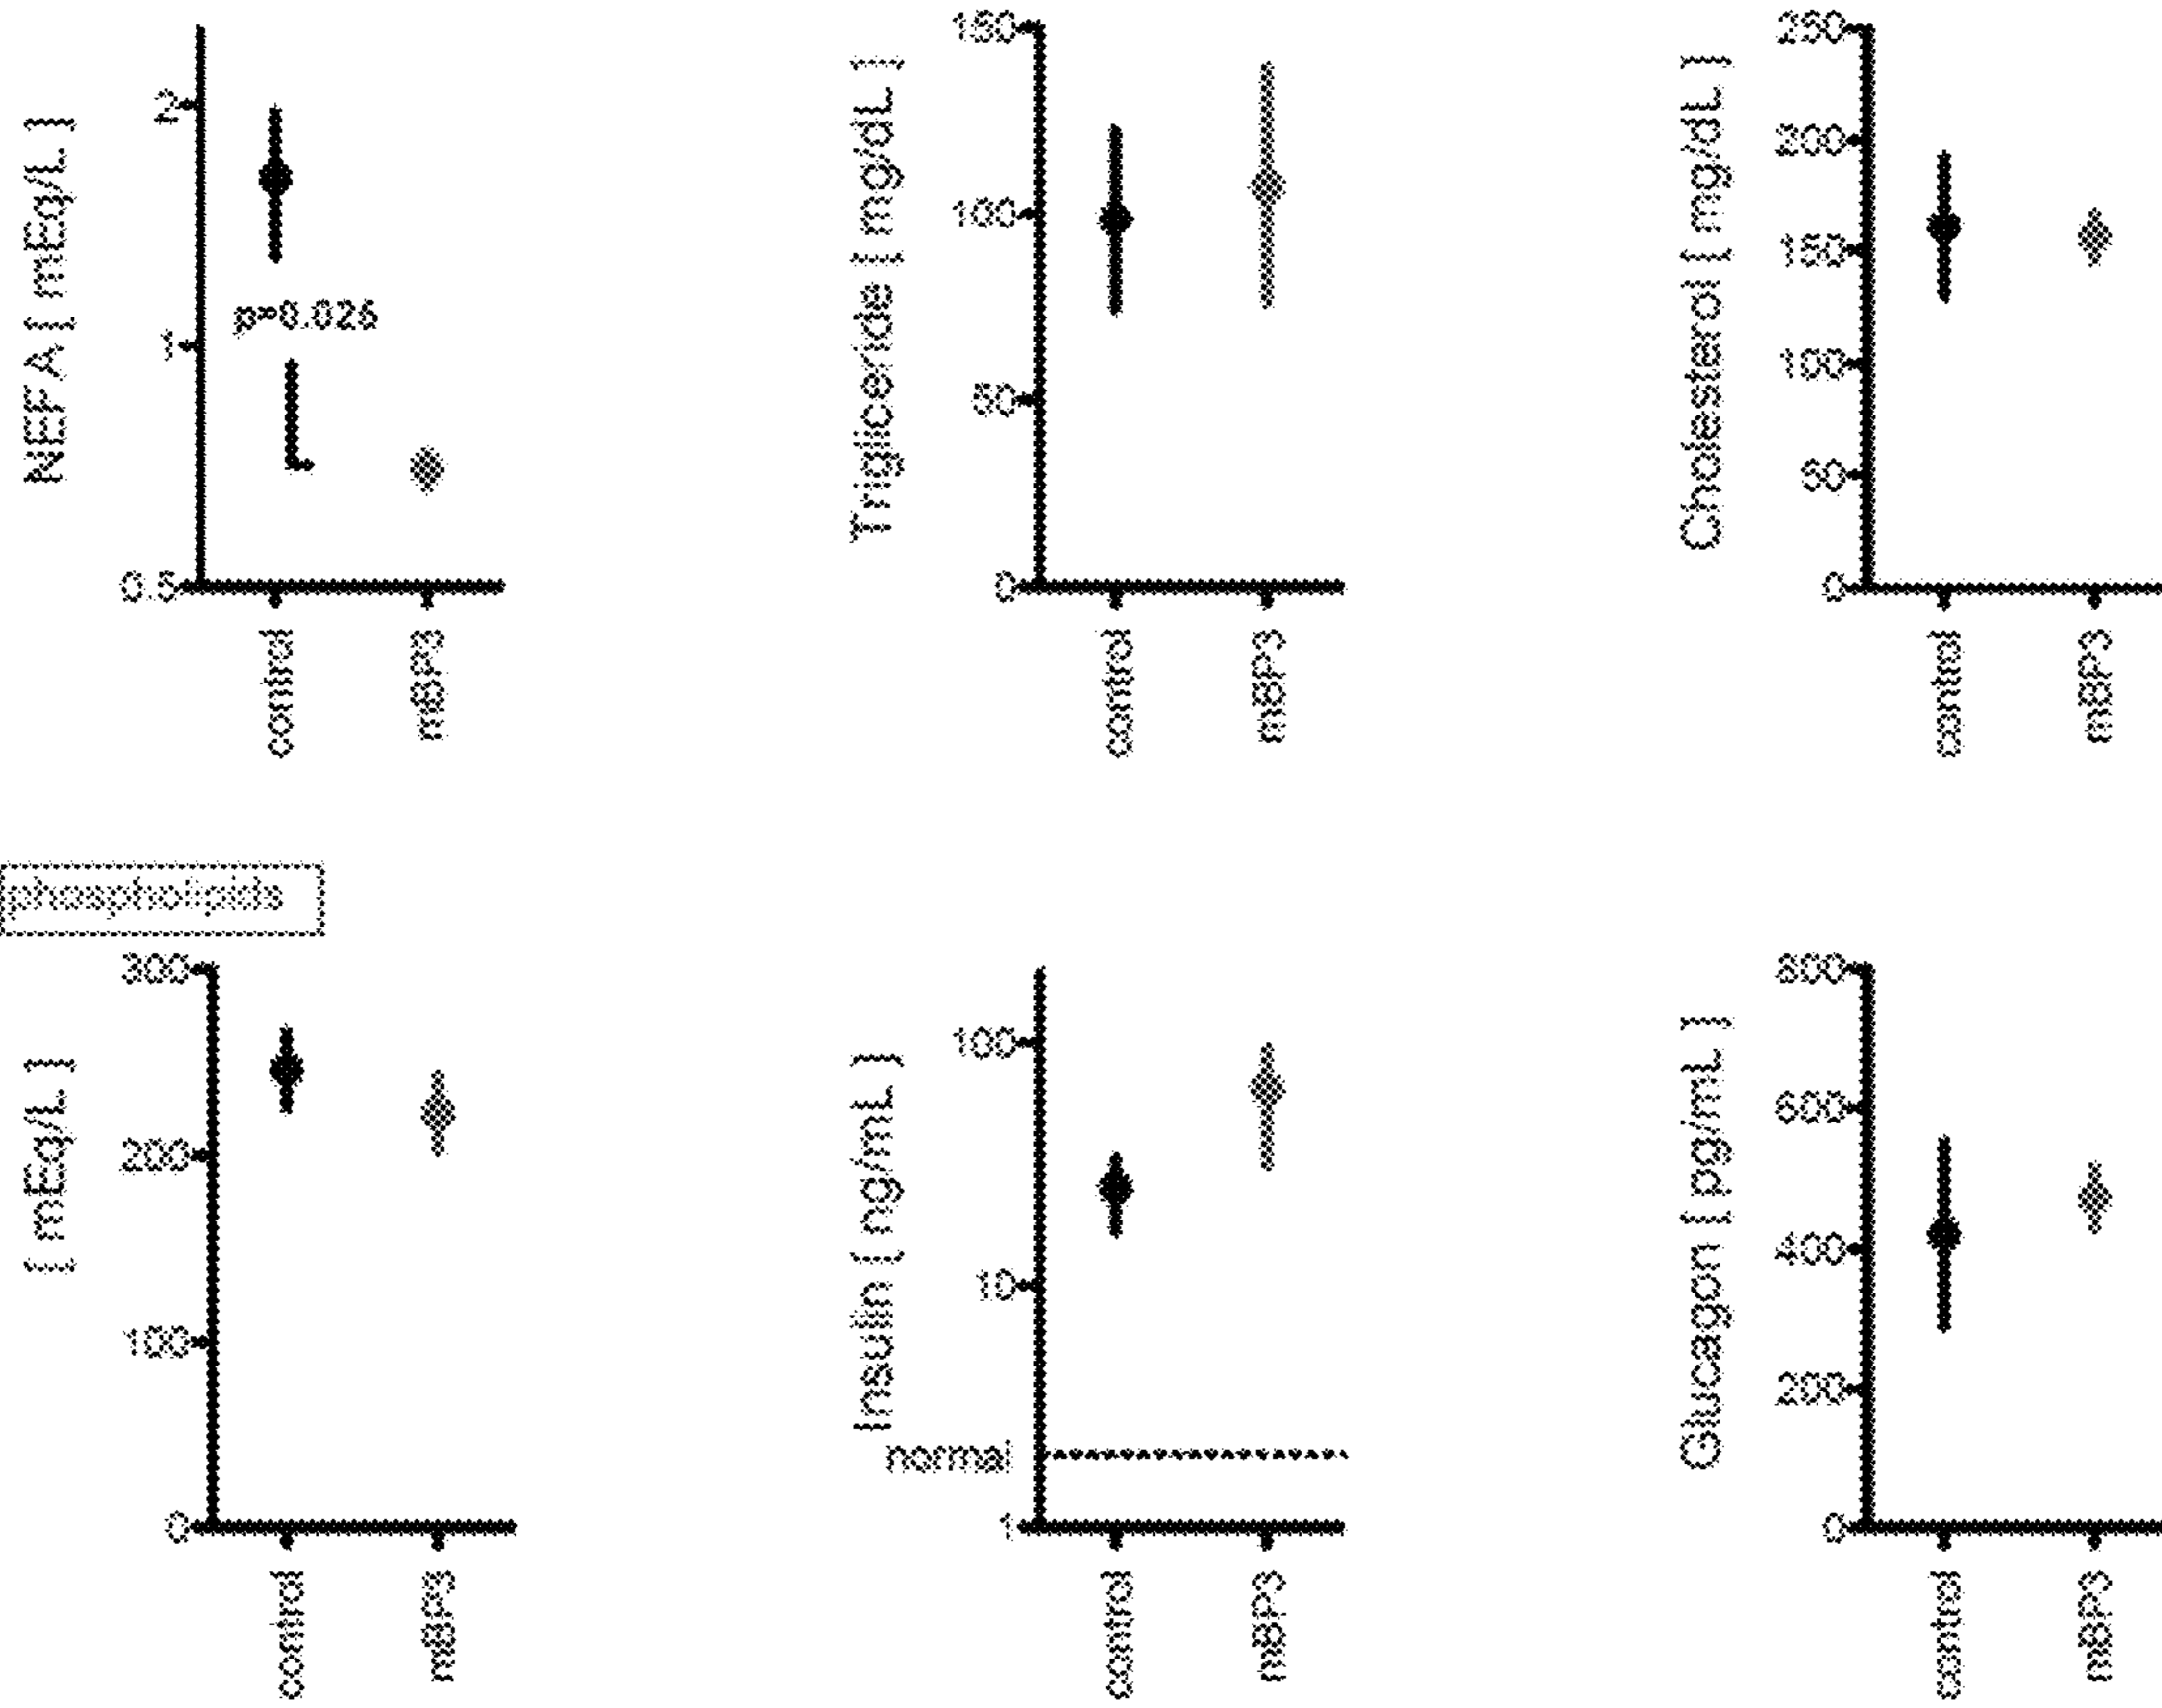 NEFA [ mEq/L ]
2
1
0.5
p=0.026
control
mBP3
Triglicerids [ mg/dL ]
150
100
50
0
control
mBP3
Cholesterol [ mg/dL ]
250
200
150
100
50
0
control
mBP3
phospholipids
[ mEq/L ]
300
200
100
0
control
mBP3
Insulin [ ng/mL ]
100
10
normal
1
control
mBP3
Glucagon [ pg/mL ]
800
600
400
200
0
control
mBP3